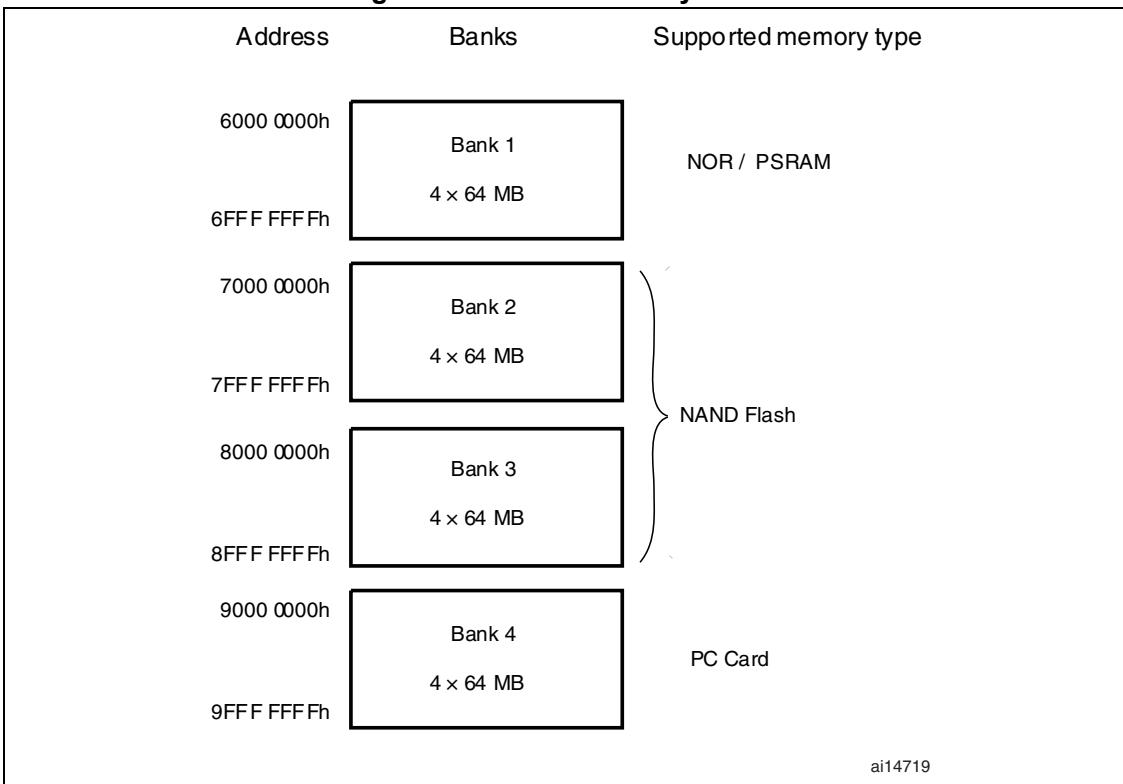 Address Banks Supported memory type
6000 0000h
Bank 1
NOR / PSRAM
4 × 64 MB
6FFF FFFFh
7000 0000h
Bank 2
4 × 64 MB
7FFF FFFFh
NAND Flash
8000 0000h
Bank 3
4 × 64 MB
8FFF FFFFh
9000 0000h
Bank 4
PC Card
4 × 64 MB
9FFF FFFFh
ai14719